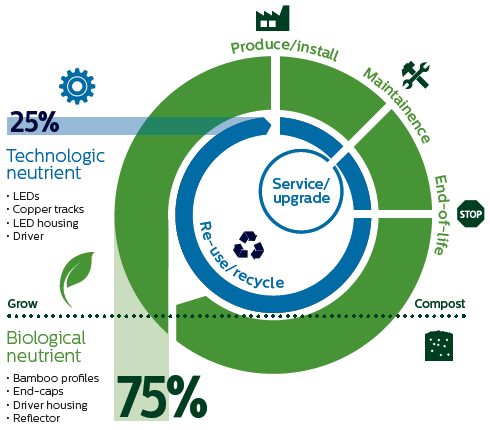 Produce/install
Maintainence
End-of-life
STOP
25%
Technologic
neutrient
· LEDs
· Copper tracks
· LED housing
· Driver
Service/
upgrade
Re-use/recycle
Grow
Compost
Biological
neutrient
· Bamboo profiles
· End-caps
· Driver housing
· Reflector
75%